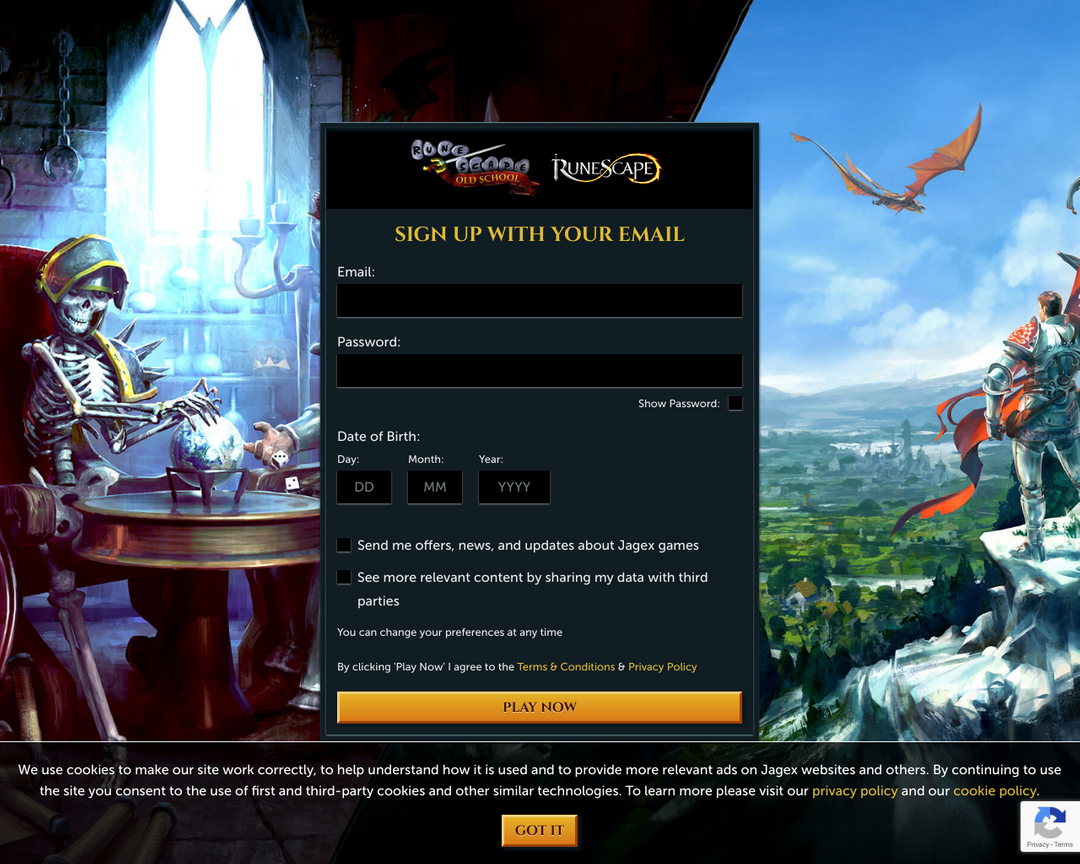 RUNE
SCAPE
OLD SCHOOL
RUNESCAPE
SIGN UP WITH YOUR EMAIL
Email:
Password:
Show Password:
Date of Birth:
Day: Month: Year:
DD MM YYYY
Send me offers, news, and updates about Jagex games
See more relevant content by sharing my data with third
parties
You can change your preferences at any time
By clicking 'Play Now' I agree to the Terms & Conditions & Privacy Policy
PLAY NOW
We use cookies to make our site work correctly, to help understand how it is used and to provide more relevant ads on Jagex websites and others. By continuing to use
the site you consent to the use of first and third-party cookies and other similar technologies. To learn more please visit our privacy policy and our cookie policy.
GOT IT
Privacy - Terms